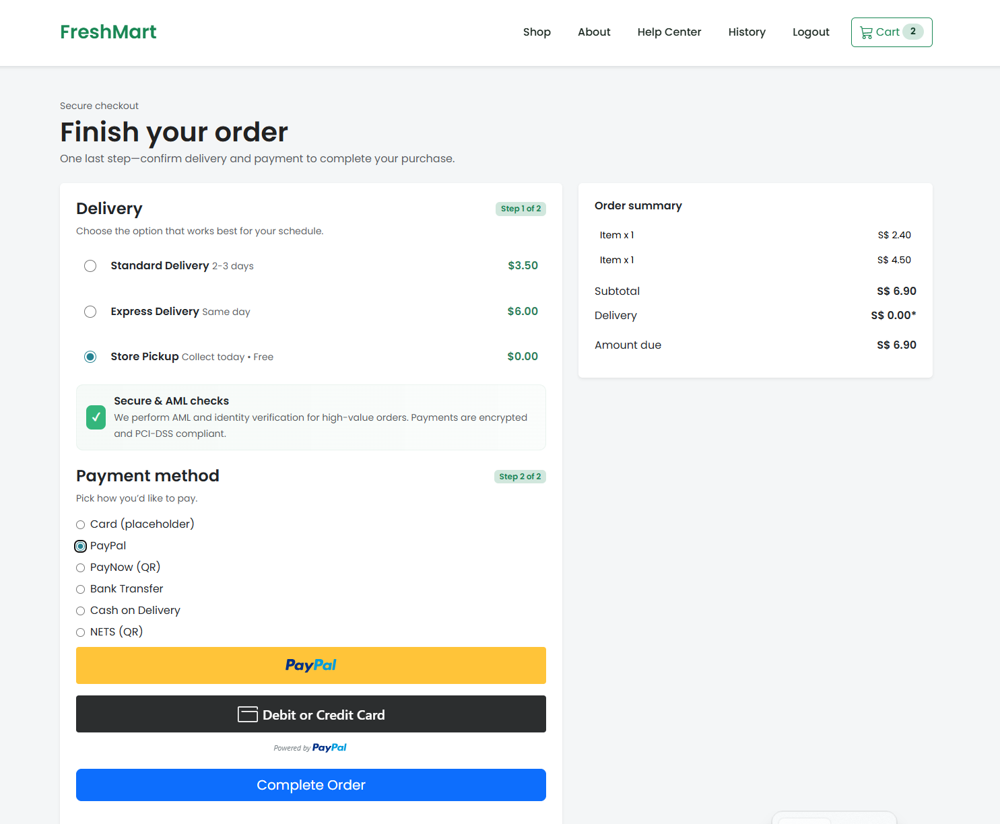 FreshMart
Shop
About
Help Center
History
Logout
Cart 2
Secure checkout
Finish your order
One last step—confirm delivery and payment to complete your purchase.
Delivery
Step 1 of 2
Choose the option that works best for your schedule.
Standard Delivery 2-3 days $3.50
Express Delivery Same day $6.00
Store Pickup Collect today • Free $0.00
Secure & AML checks
We perform AML and identity verification for high-value orders. Payments are encrypted
and PCI-DSS compliant.
Payment method
Step 2 of 2
Pick how you’d like to pay.
Card (placeholder)
PayPal
PayNow (QR)
Bank Transfer
Cash on Delivery
NETS (QR)
PayPal
Debit or Credit Card
Powered by PayPal
Complete Order
Order summary
Item x 1 S$ 2.40
Item x 1 S$ 4.50
Subtotal S$ 6.90
Delivery S$ 0.00*
Amount due S$ 6.90